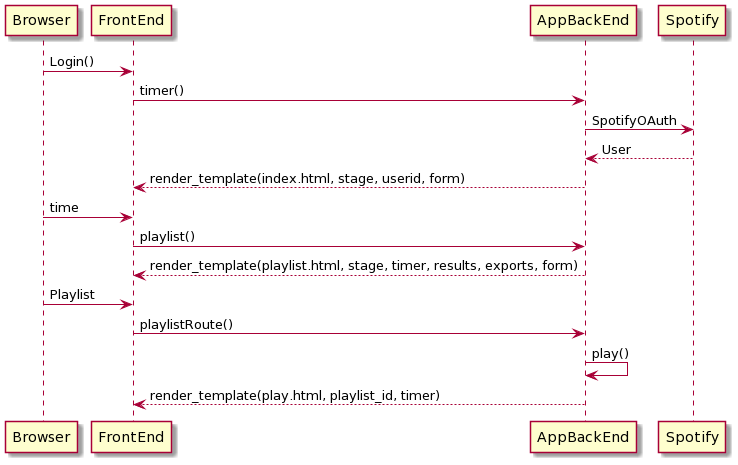 Browser
FrontEnd
AppBackEnd
Spotify
Login()
timer()
SpotifyOAuth
User
render_template(index.html, stage, userid, form)
time
playlist()
render_template(playlist.html, stage, timer, results, exports, form)
Playlist
playlistRoute()
play()
render_template(play.html, playlist_id, timer)
Browser
FrontEnd
AppBackEnd
Spotify